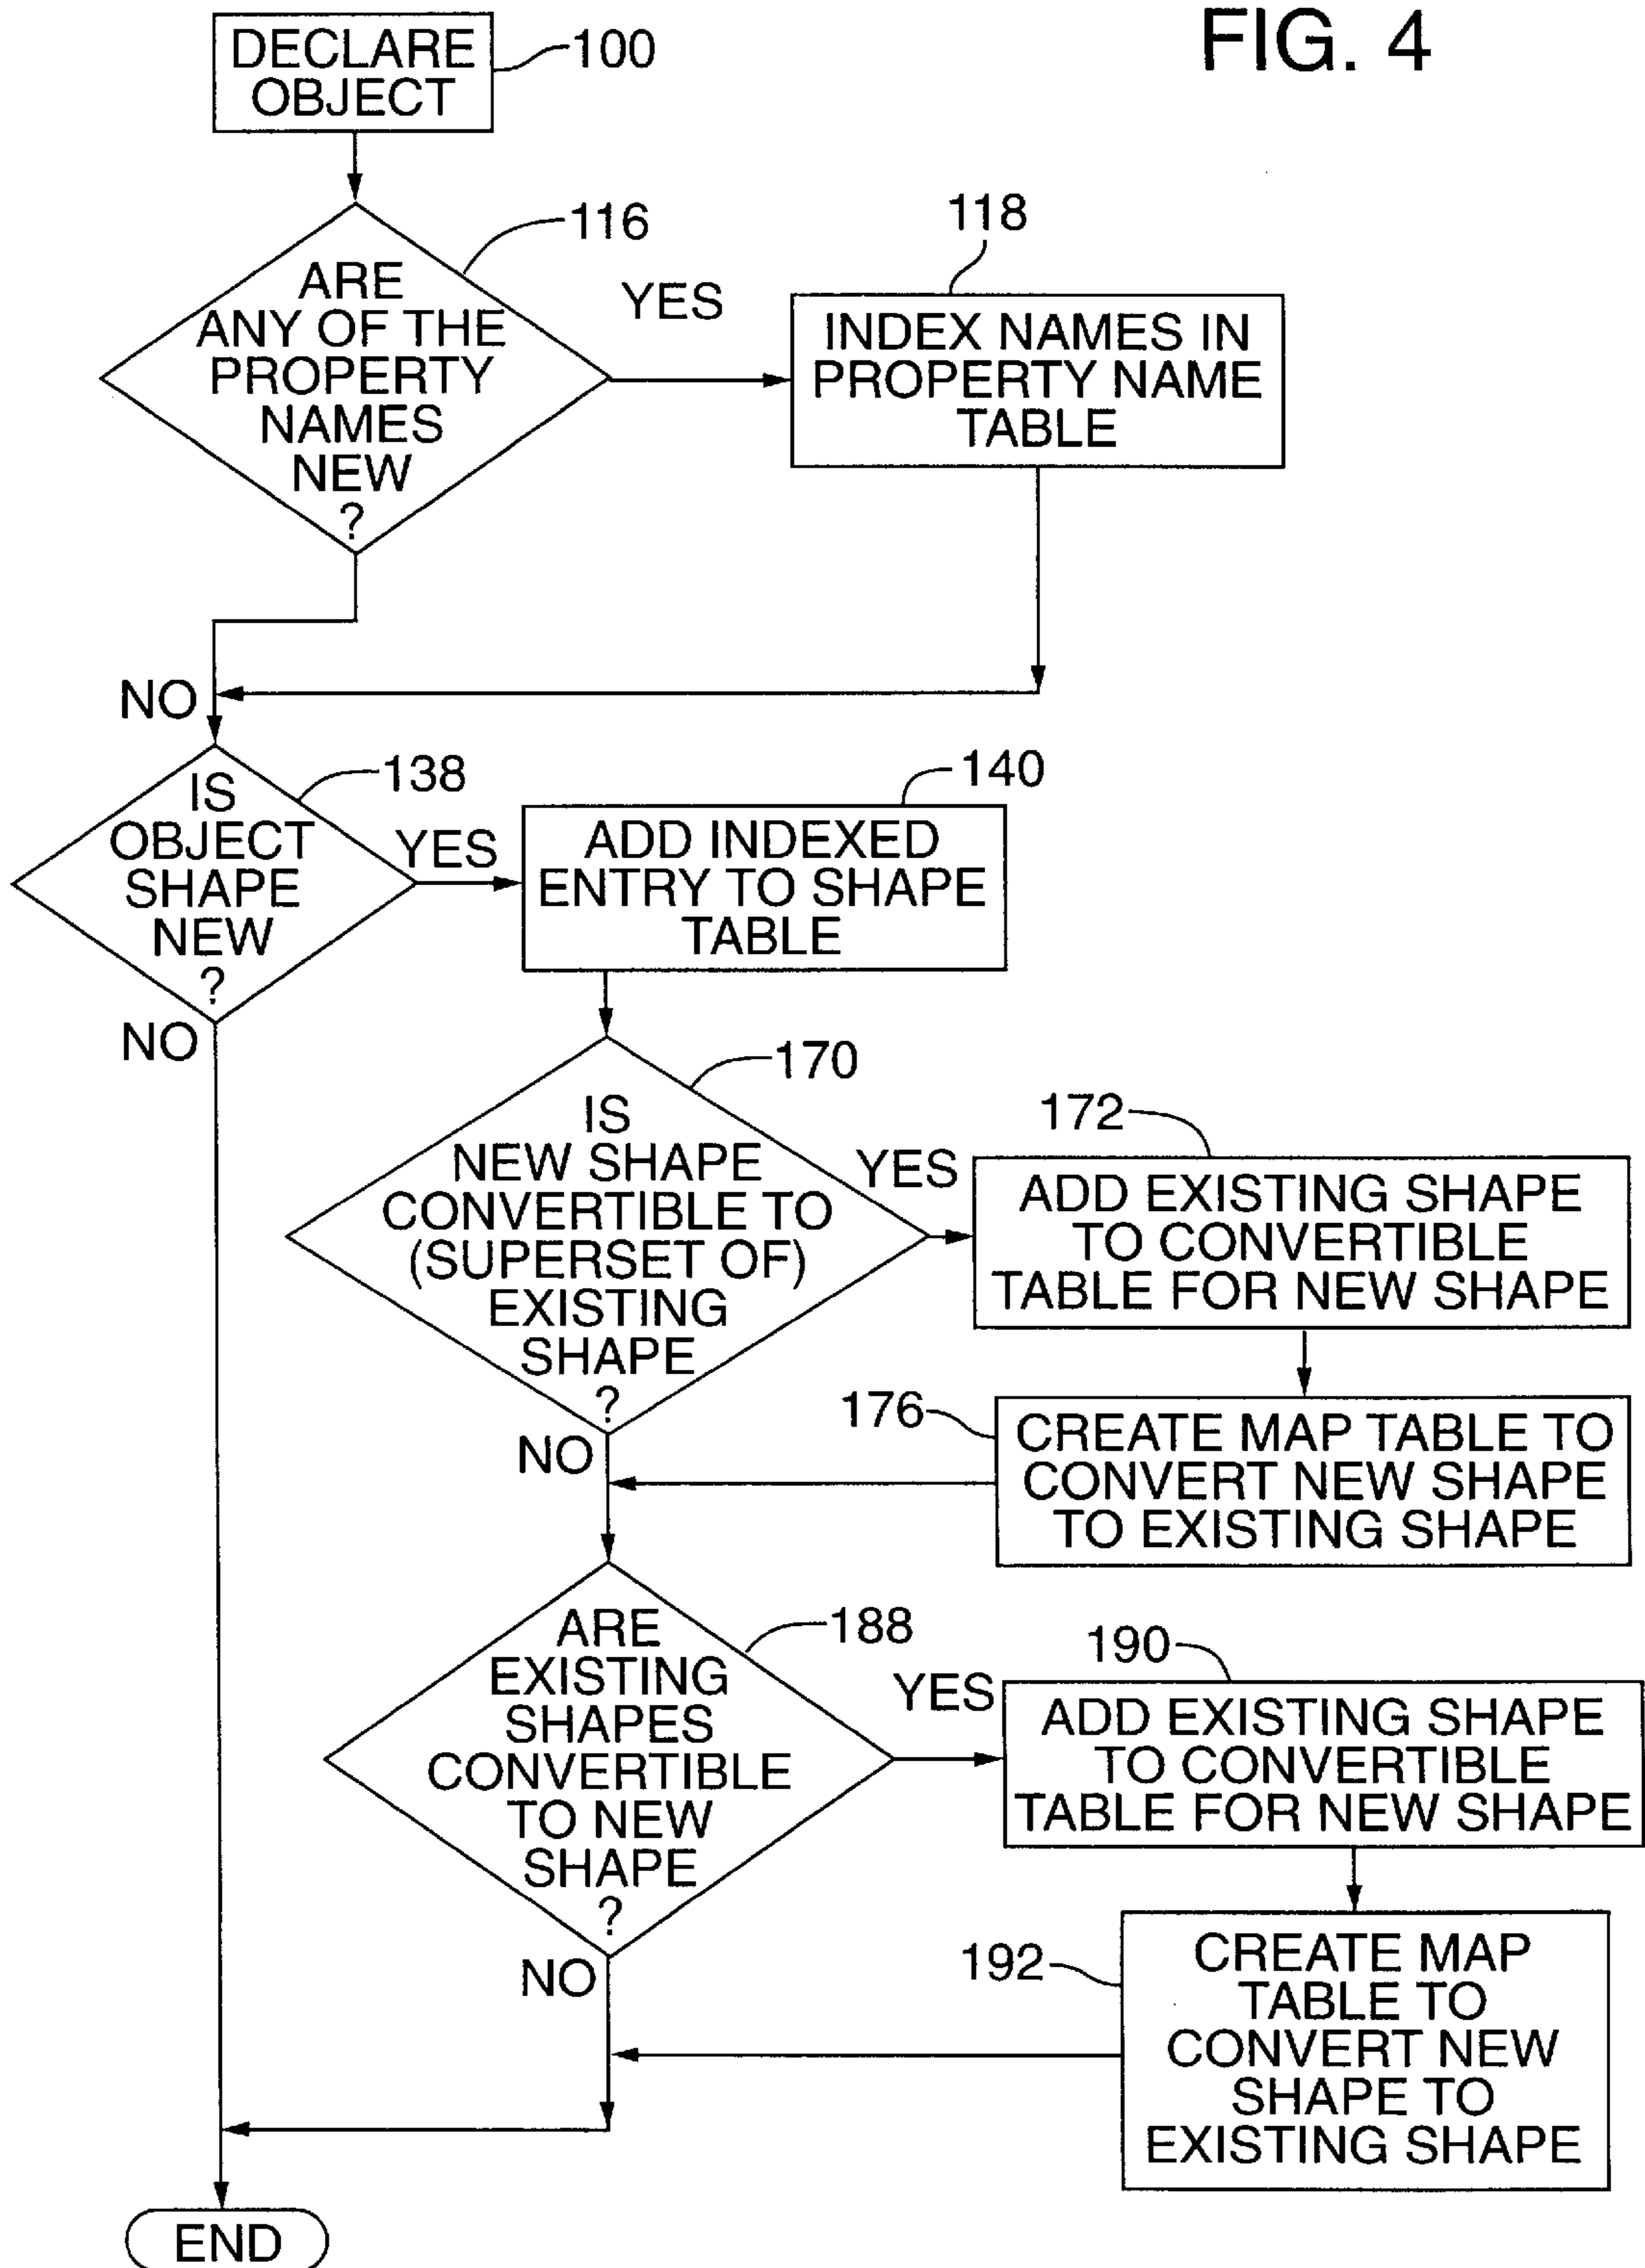 FIG. 4
DECLARE
OBJECT
100
116
ARE
ANY OF THE
PROPERTY
NAMES
NEW
?
YES
118
INDEX NAMES IN
PROPERTY NAME
TABLE
NO
138
IS
OBJECT
SHAPE
NEW
?
YES
NO
140
ADD INDEXED
ENTRY TO SHAPE
TABLE
170
IS
NEW SHAPE
CONVERTIBLE TO
(SUPERSET OF)
EXISTING
SHAPE
?
YES
NO
172
ADD EXISTING SHAPE
TO CONVERTIBLE
TABLE FOR NEW SHAPE
176
CREATE MAP TABLE TO
CONVERT NEW SHAPE
TO EXISTING SHAPE
188
ARE
EXISTING
SHAPES
CONVERTIBLE
TO NEW
SHAPE
?
YES
NO
190
ADD EXISTING SHAPE
TO CONVERTIBLE
TABLE FOR NEW SHAPE
192
CREATE MAP
TABLE TO
CONVERT NEW
SHAPE TO
EXISTING SHAPE
END